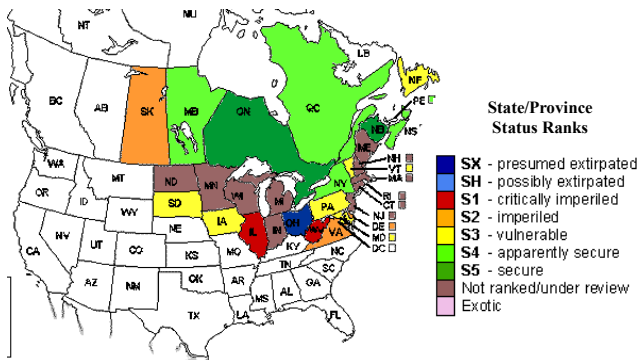 NT
NU
LB
NF
BC
AB
SK
MB
ON
QC
PE
NB
NS
WA
MT
ND
MN
WI
MI
NY
ME
NH
VT
MA
RI
CT
OR
ID
WY
SD
IA
NE
IL
IN
OH
PA
NJ
DE
MD
DC
WV
VA
KY
NV
UT
CO
KS
MO
CA
AZ
NM
OK
AR
TN
NC
SC
MS
AL
GA
TX
LA
FL
State/Province
Status Ranks
SX - presumed extirpated
SH - possibly extirpated
S1 - critically imperiled
S2 - imperiled
S3 - vulnerable
S4 - apparently secure
S5 - secure
Not ranked/under review
Exotic